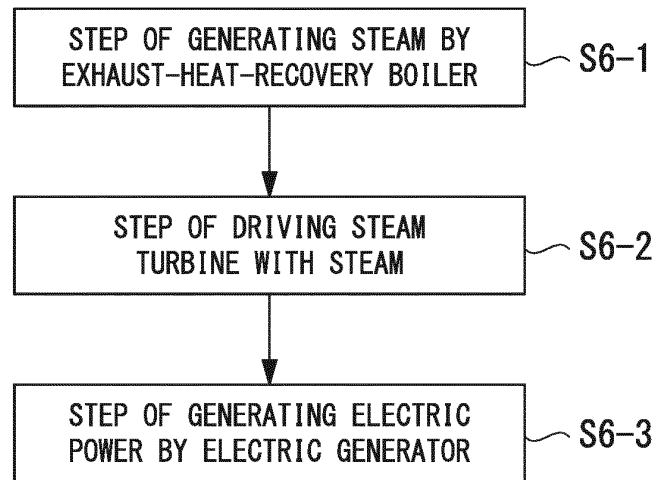 STEP OF GENERATING STEAM BY
EXHAUST-HEAT-RECOVERY BOILER
S6-1
STEP OF DRIVING STEAM
TURBINE WITH STEAM
S6-2
STEP OF GENERATING ELECTRIC
POWER BY ELECTRIC GENERATOR
S6-3